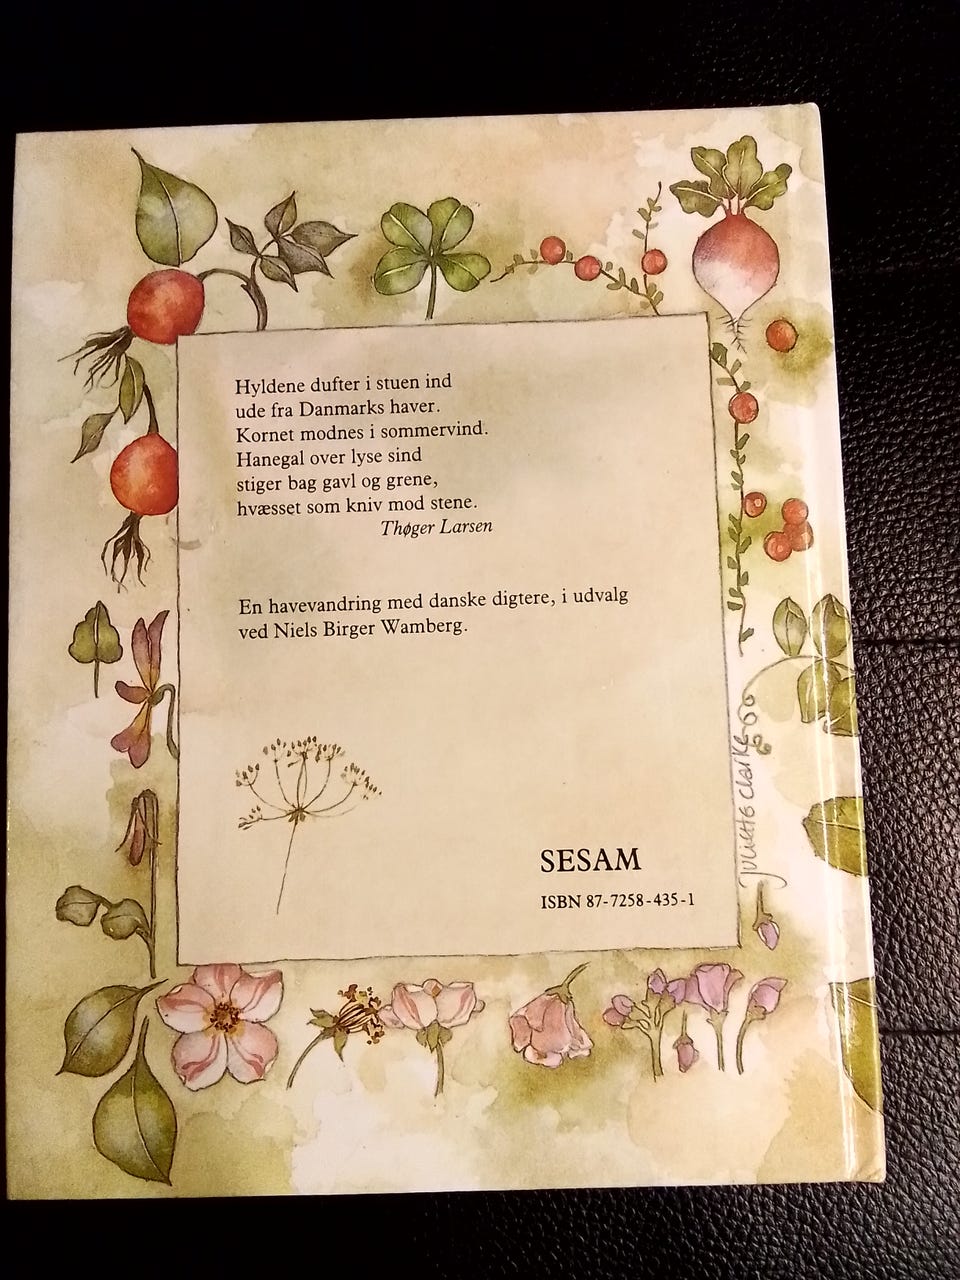 Hyldene dufter i stuen ind
ude fra Danmarks haver.
Kornet modnes i sommervind.
Hanegal over lyse sind
stiger bag gavl og grene,
hvæsset som kniv mod stene.
Thøger Larsen
En havevandring med danske digtere, i udvalg
ved Niels Birger Wamberg.
SESAM
ISBN 87-7258-435-1
Juliette Clarke